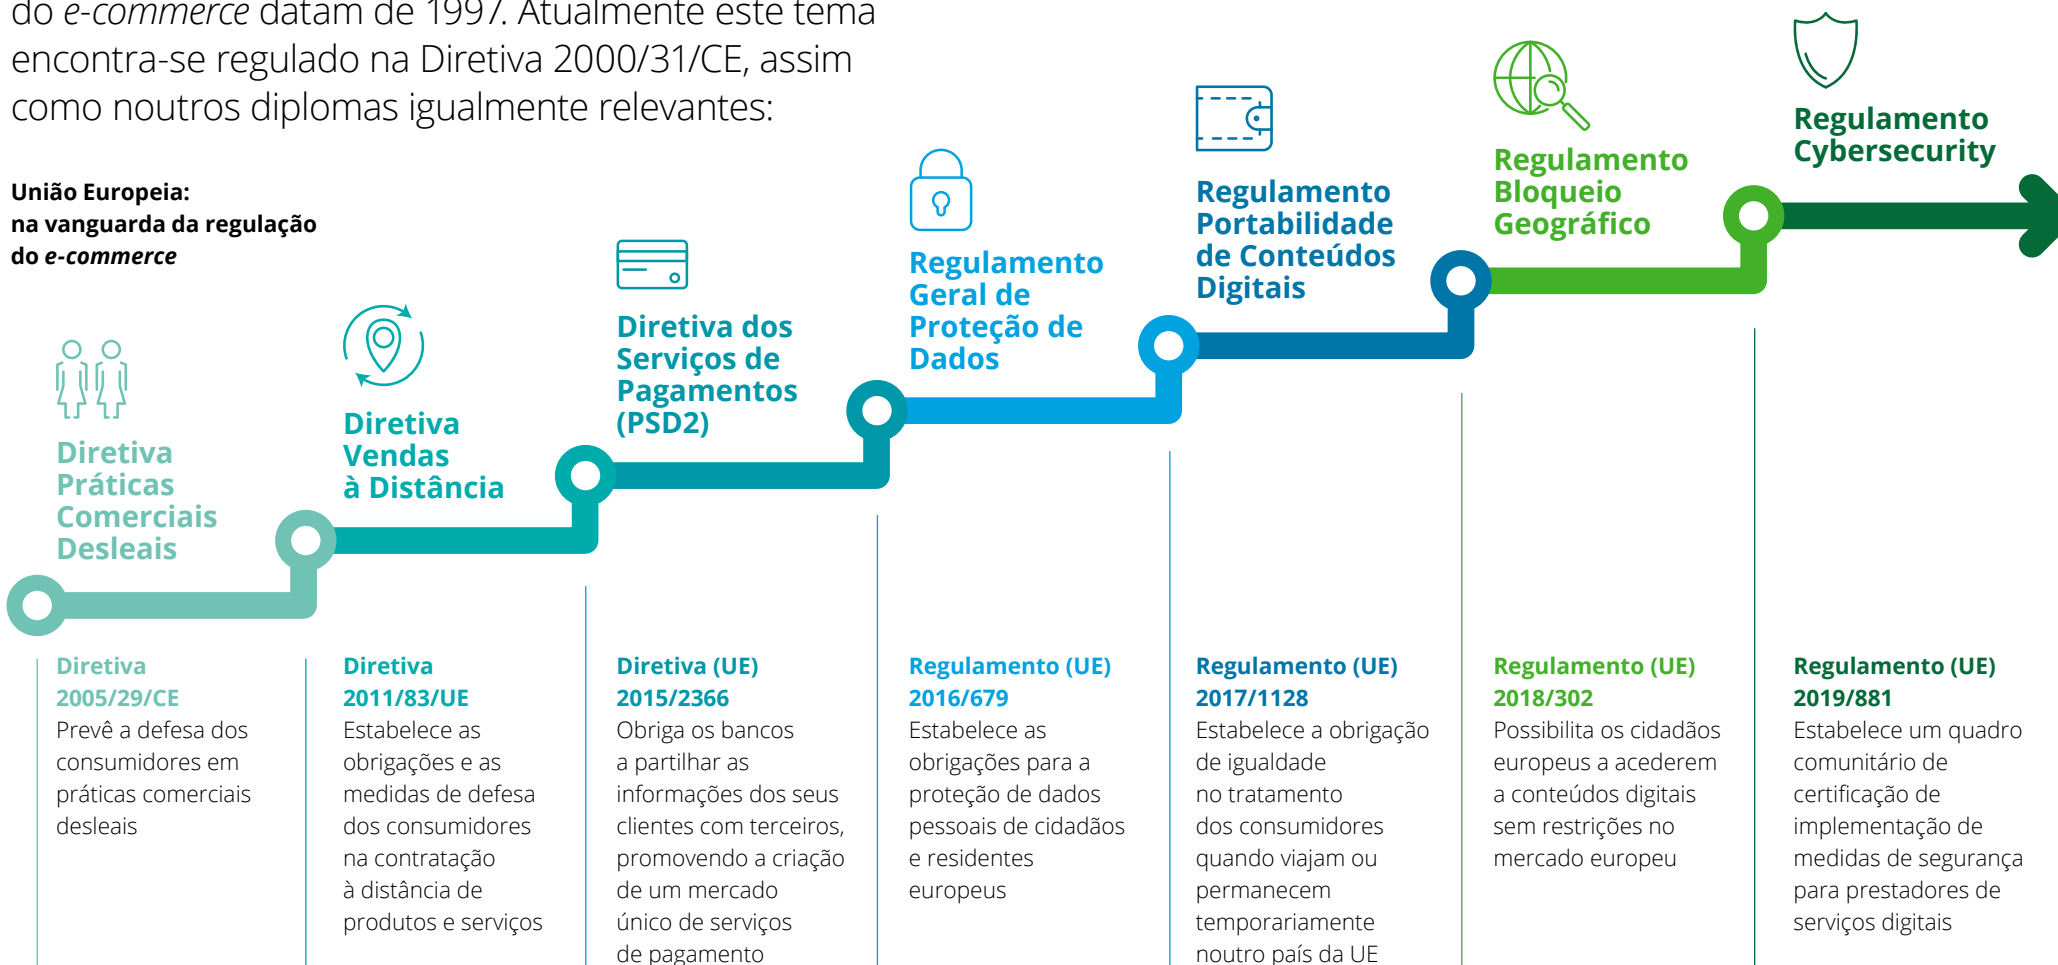 do e-commerce datam de 1997. Atualmente este tema
encontra-se regulado na Diretiva 2000/31/CE, assim
como noutros diplomas igualmente relevantes:
União Europeia:
na vanguarda da regulação
do e-commerce
Diretiva
Práticas
Comerciais
Desleais
Diretiva
Vendas
à Distância
Diretiva dos
Serviços de
Pagamentos
(PSD2)
Regulamento
Geral de
Proteção de
Dados
Regulamento
Portabilidade
de Conteúdos
Digitais
Regulamento
Bloqueio
Geográfico
Regulamento
Cybersecurity
Diretiva
2005/29/CE
Prevê a defesa dos
consumidores em
práticas comerciais
desleais
Diretiva
2011/83/UE
Estabelece as
obrigações e as
medidas de defesa
dos consumidores
na contratação
à distância de
produtos e serviços
Diretiva (UE)
2015/2366
Obriga os bancos
a partilhar as
informações dos seus
clientes com terceiros,
promovendo a criação
de um mercado
único de serviços
de pagamento
Regulamento (UE)
2016/679
Estabelece as
obrigações para a
proteção de dados
pessoais de cidadãos
e residentes
europeus
Regulamento (UE)
2017/1128
Estabelece a obrigação
de igualdade
no tratamento
dos consumidores
quando viajam ou
permanecem
temporariamente
noutro país da UE
Regulamento (UE)
2018/302
Possibilita os cidadãos
europeus a acederem
a conteúdos digitais
sem restrições no
mercado europeu
Regulamento (UE)
2019/881
Estabelece um quadro
comunitário de
certificação de
implementação de
medidas de segurança
para prestadores de
serviços digitais